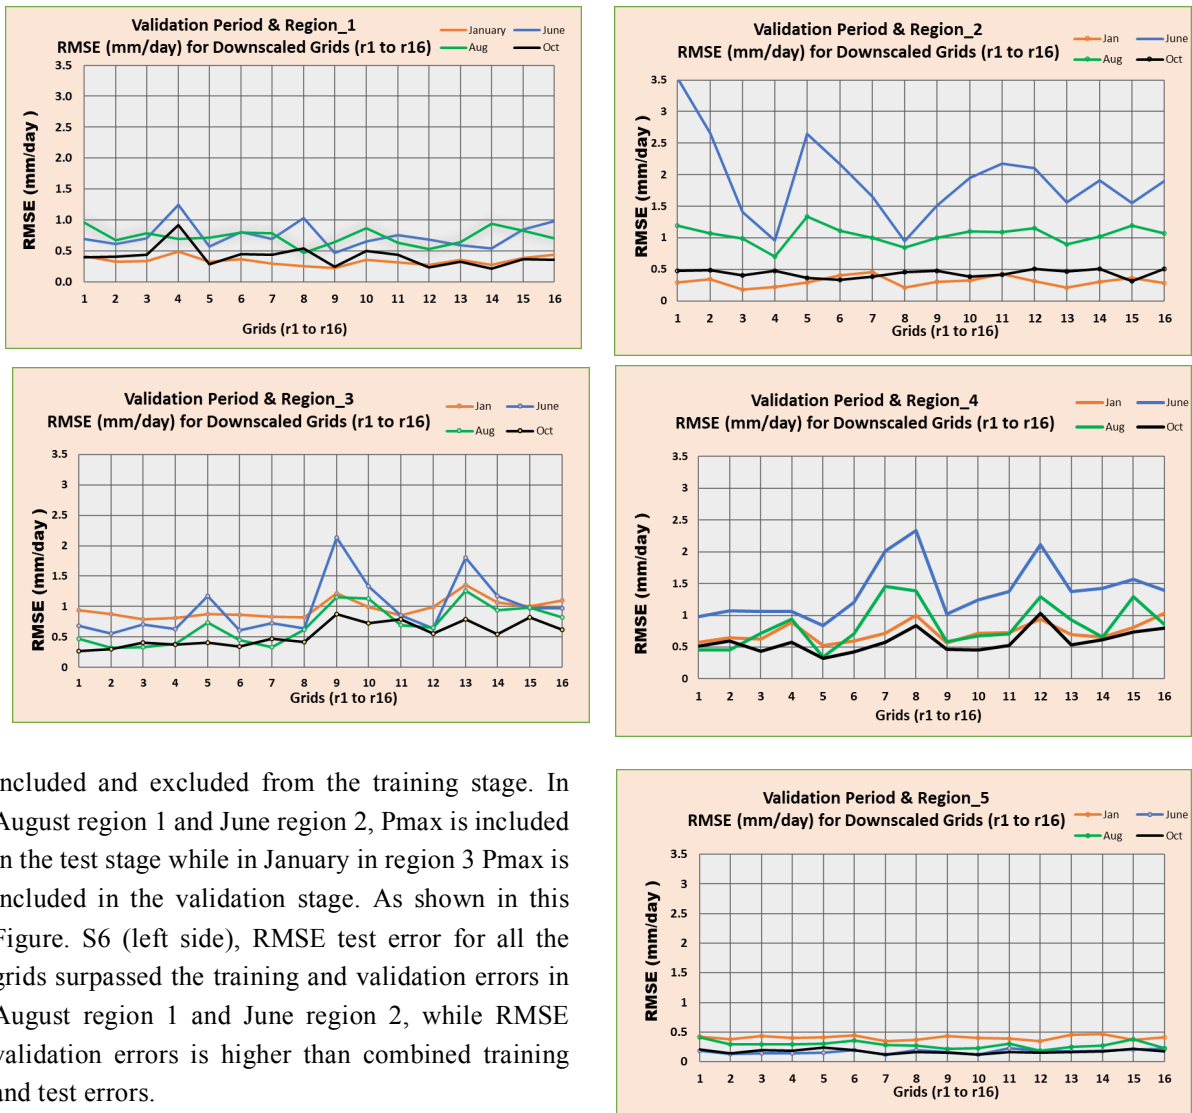 Validation Period & Region_1
RMSE (mm/day) for Downscaled Grids (r1 to r16)
January June
Aug Oct
3.5
3.0
2.5
2.0
1.5
1.0
0.5
0.0
RMSE (mm/day )
1 2 3 4 5 6 7 8 9 10 11 12 13 14 15 16
Grids (r1 to r16)
Validation Period & Region_2
RMSE (mm/day) for Downscaled Grids (r1 to r16)
Jan June
Aug Oct
3.5
3
2.5
2
1.5
1
0.5
0
RMSE (mm/day )
1 2 3 4 5 6 7 8 9 10 11 12 13 14 15 16
Grids (r1 to r16)
Validation Period & Region_3
RMSE (mm/day) for Downscaled Grids (r1 to r16)
Jan June
Aug Oct
3.5
3
2.5
2
1.5
1
0.5
0
RMSE (mm/day )
1 2 3 4 5 6 7 8 9 10 11 12 13 14 15 16
Grids (r1 to r16)
Validation Period & Region_4
RMSE (mm/day) for Downscaled Grids (r1 to r16)
Jan June
Aug Oct
3.5
3
2.5
2
1.5
1
0.5
0
RMSE (mm/day )
1 2 3 4 5 6 7 8 9 10 11 12 13 14 15 16
Grids (r1 to r16)
included and excluded from the training stage. In
August region 1 and June region 2, Pmax is included
in the test stage while in January in region 3 Pmax is
included in the validation stage. As shown in this
Figure. S6 (left side), RMSE test error for all the
grids surpassed the training and validation errors in
August region 1 and June region 2, while RMSE
validation errors is higher than combined training
and test errors.
Validation Period & Region_5
RMSE (mm/day) for Downscaled Grids (r1 to r16)
Jan June
Aug Oct
3.5
3
2.5
2
1.5
1
0.5
0
RMSE (mm/day )
1 2 3 4 5 6 7 8 9 10 11 12 13 14 15 16
Grids (r1 to r16)